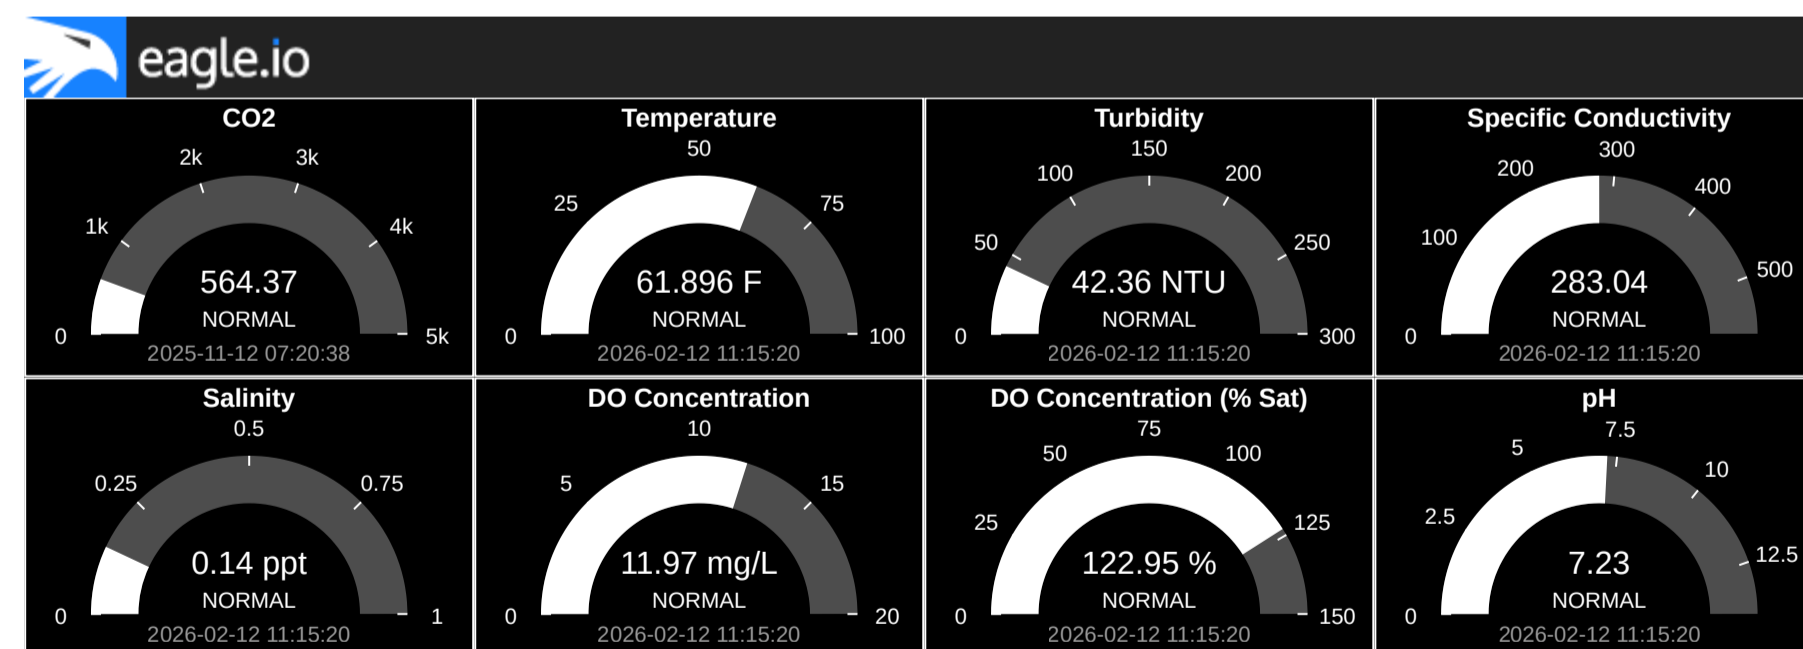 eagle.io
CO2
2k
3k
1k
4k
0
5k
564.37
NORMAL
2025-11-12 07:20:38
Temperature
50
25
75
0
100
61.896 F
NORMAL
2026-02-12 11:15:20
Turbidity
150
100
200
50
250
0
300
42.36 NTU
NORMAL
2026-02-12 11:15:20
Specific Conductivity
300
200
400
100
500
0
283.04
NORMAL
2026-02-12 11:15:20
Salinity
0.5
0.25
0.75
0
1
0.14 ppt
NORMAL
2026-02-12 11:15:20
DO Concentration
10
5
15
0
20
11.97 mg/L
NORMAL
2026-02-12 11:15:20
DO Concentration (% Sat)
75
50
100
25
125
0
150
122.95 %
NORMAL
2026-02-12 11:15:20
pH
7.5
5
10
2.5
12.5
0
7.23
NORMAL
2026-02-12 11:15:20